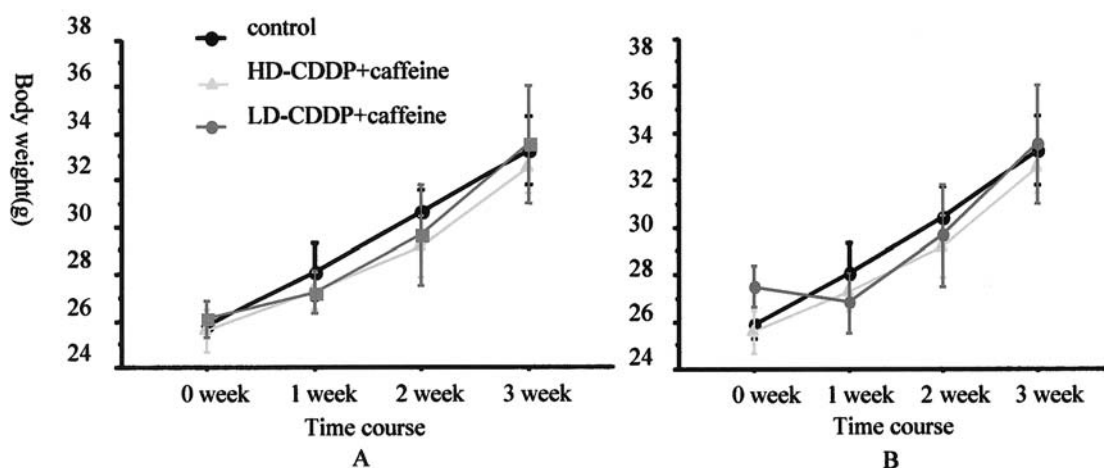 Body weight(g)
38
36
34
32
30
28
26
24
control
HD-CDDP+caffeine
LD-CDDP+caffeine
0 week 1 week 2 week 3 week
Time course
A
38
36
34
32
30
28
26
24
0 week 1 week 2 week 3 week
Time course
B